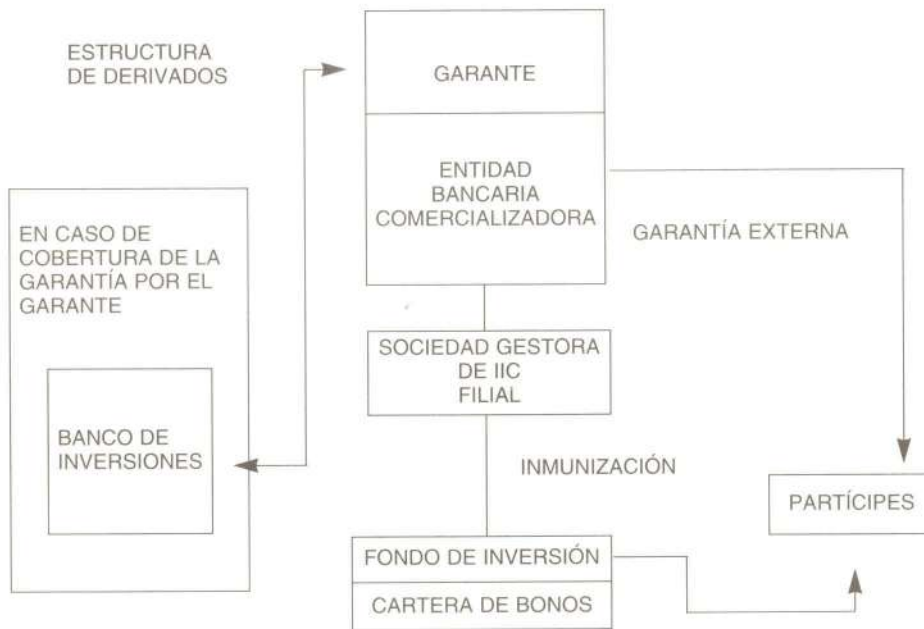 ESTRUCTURA
DE DERIVADOS
GARANTE
ENTIDAD
BANCARIA
COMERCIALIZADORA
GARANTÍA EXTERNA
EN CASO DE
COBERTURA DE LA
GARANTÍA POR EL
GARANTE
BANCO DE
INVERSIONES
SOCIEDAD GESTORA
DE IIC
FILIAL
INMUNIZACIÓN
PARTÍCIPES
FONDO DE INVERSIÓN
CARTERA DE BONOS